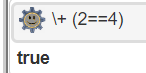 \+ (2==4)
true